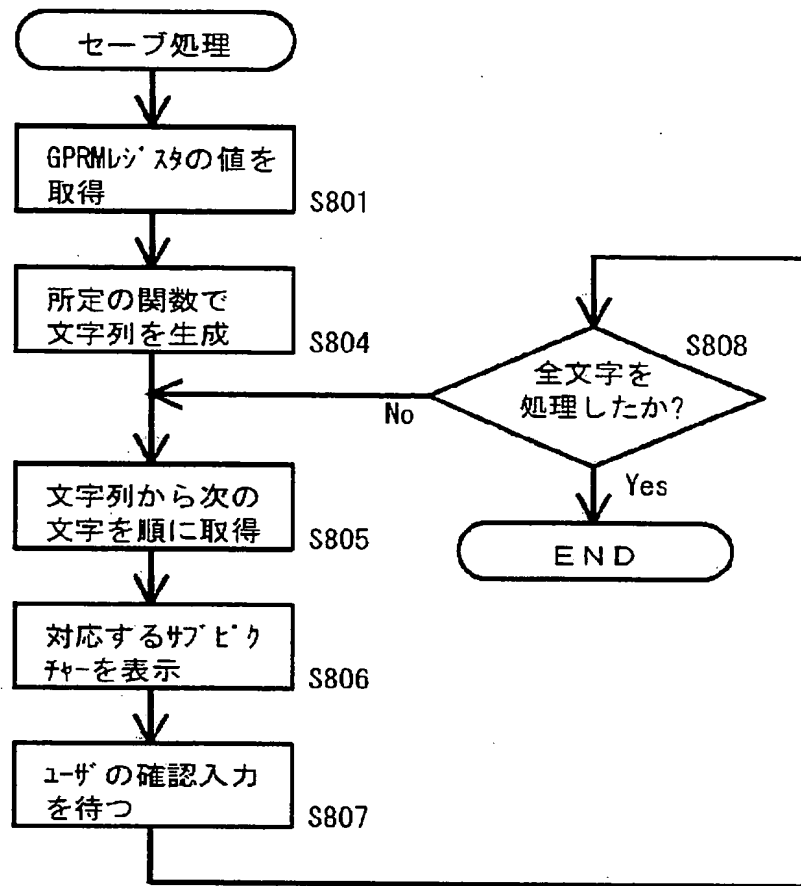 セーブ処理
GPRMﾚｼﾞｽﾀの値を
取得
S801
所定の関数で
文字列を生成
S804
文字列から次の
文字を順に取得
S805
対応するｻﾌﾞﾋﾟｸ
ﾁｬｰを表示
S806
ﾕｰｻﾞの確認入力
を待つ
S807
S808
全文字を
処理したか?
No
Yes
END